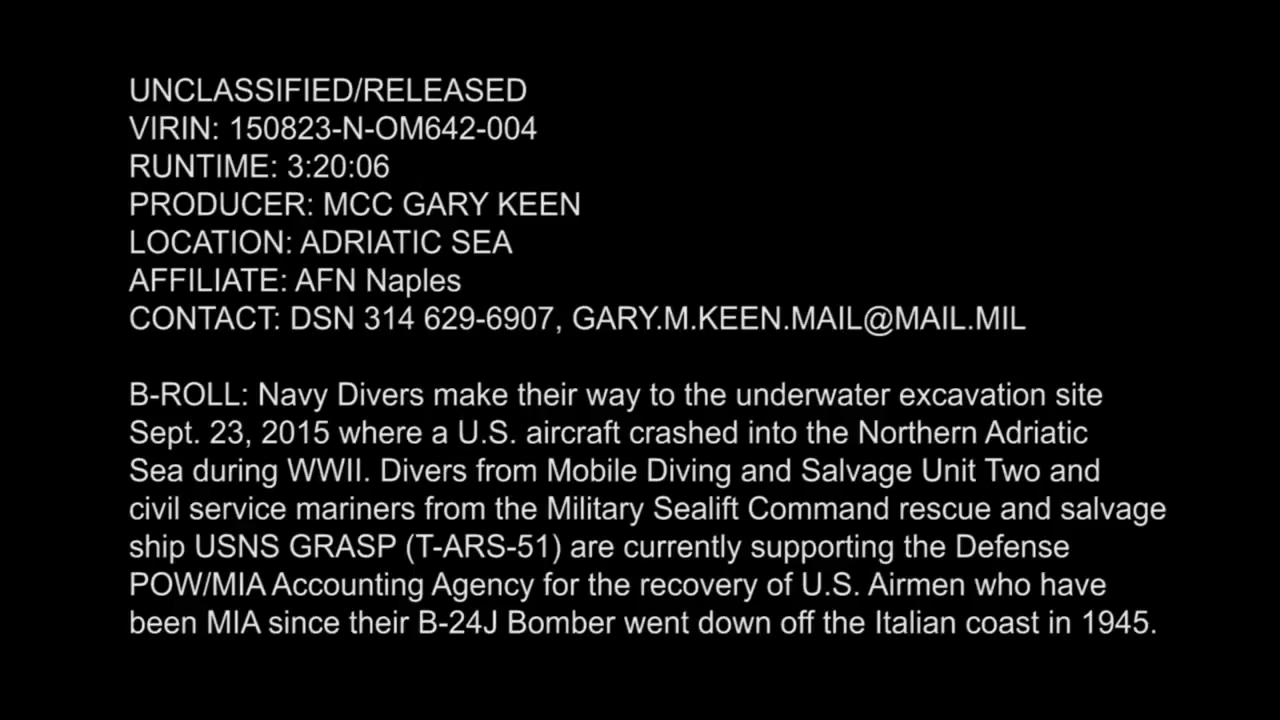 UNCLASSIFIED/RELEASED
VIRIN: 150823-N-OM642-004
RUNTIME: 3:20:06
PRODUCER: MCC GARY KEEN
LOCATION: ADRIATIC SEA
AFFILIATE: AFN Naples
CONTACT: DSN 314 629-6907, GARY.M.KEEN.MAIL@MAIL.MIL
B-ROLL: Navy Divers make their way to the underwater excavation site
Sept. 23, 2015 where a U.S. aircraft crashed into the Northern Adriatic
Sea during WWII. Divers from Mobile Diving and Salvage Unit Two and
civil service mariners from the Military Sealift Command rescue and salvage
ship USNS GRASP (T-ARS-51) are currently supporting the Defense
POW/MIA Accounting Agency for the recovery of U.S. Airmen who have
been MIA since their B-24J Bomber went down off the Italian coast in 1945.